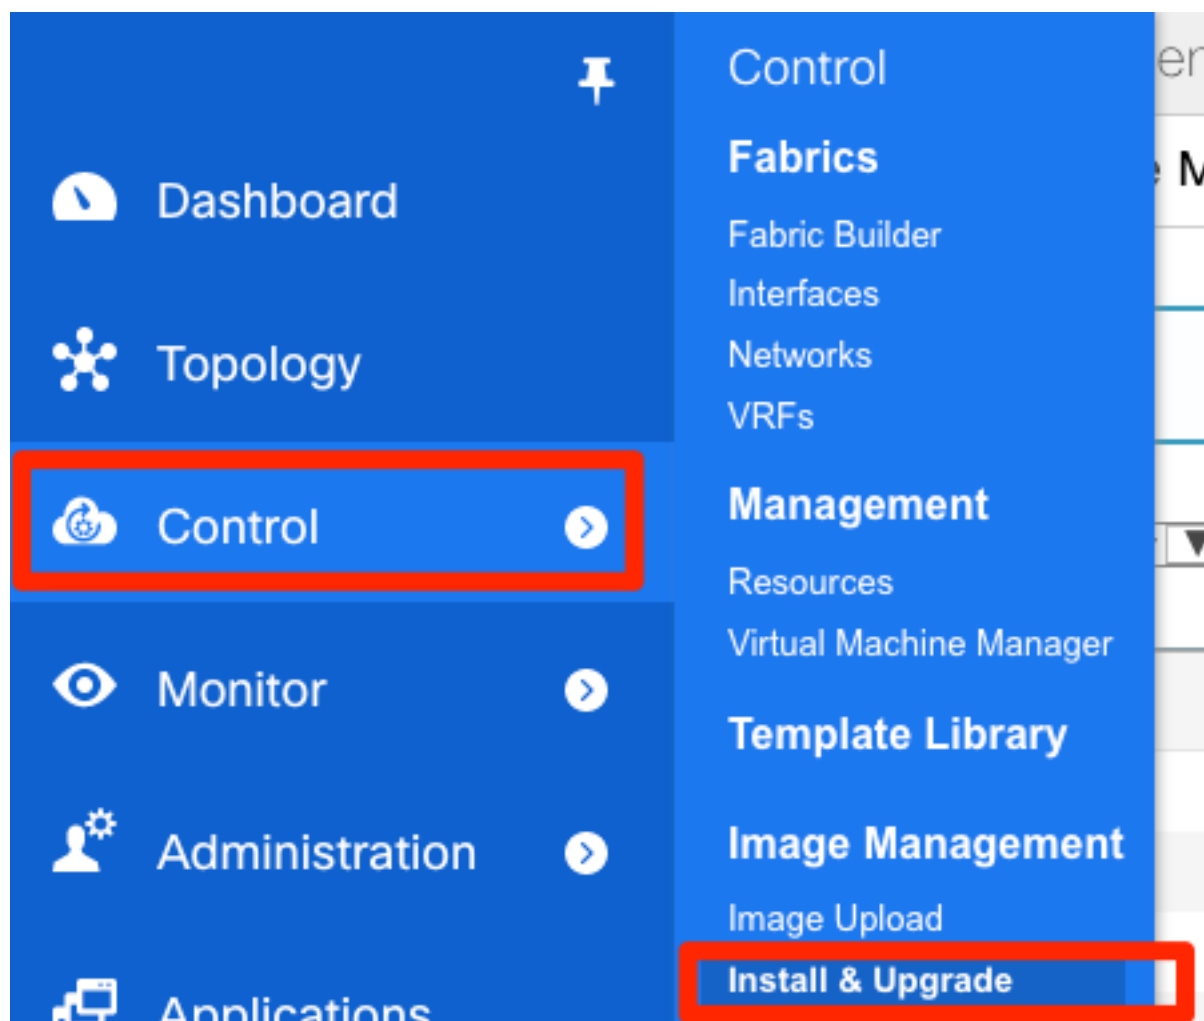 Dashboard
Topology
Control
Monitor
Administration
Applications
Control
Fabrics
Fabric Builder
Interfaces
Networks
VRFs
Management
Resources
Virtual Machine Manager
Template Library
Image Management
Image Upload
Install & Upgrade